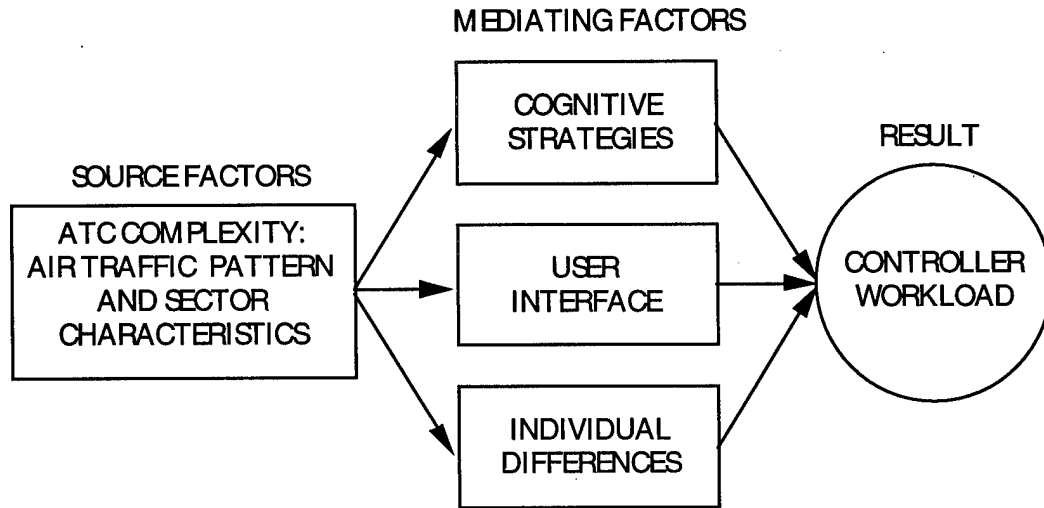 MEDIATING FACTORS
COGNITIVE
STRATEGIES
RESULT
SOURCE FACTORS
ATC COMPLEXITY:
AIR TRAFFIC PATTERN
AND SECTOR
CHARACTERISTICS
USER
INTERFACE
CONTROLLER
WORKLOAD
INDIVIDUAL
DIFFERENCES